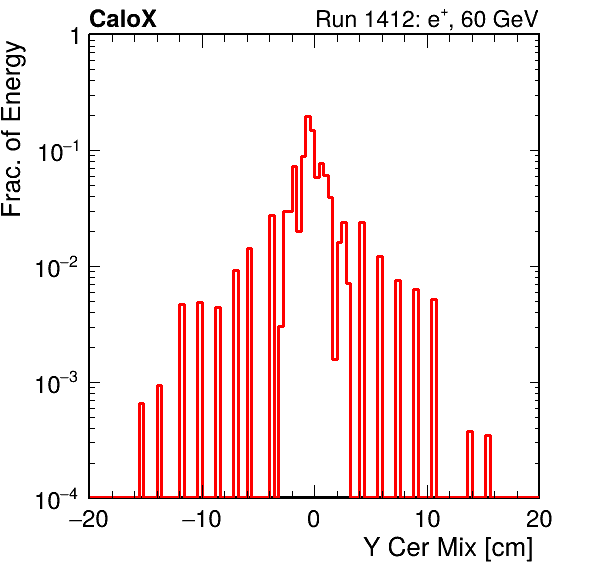 CaloX Run 1412: e⁺, 60 GeV
Frac. of Energy
1
10⁻¹
10⁻²
10⁻³
10⁻⁴
−20 −10 0 10 20
Y Cer Mix [cm]